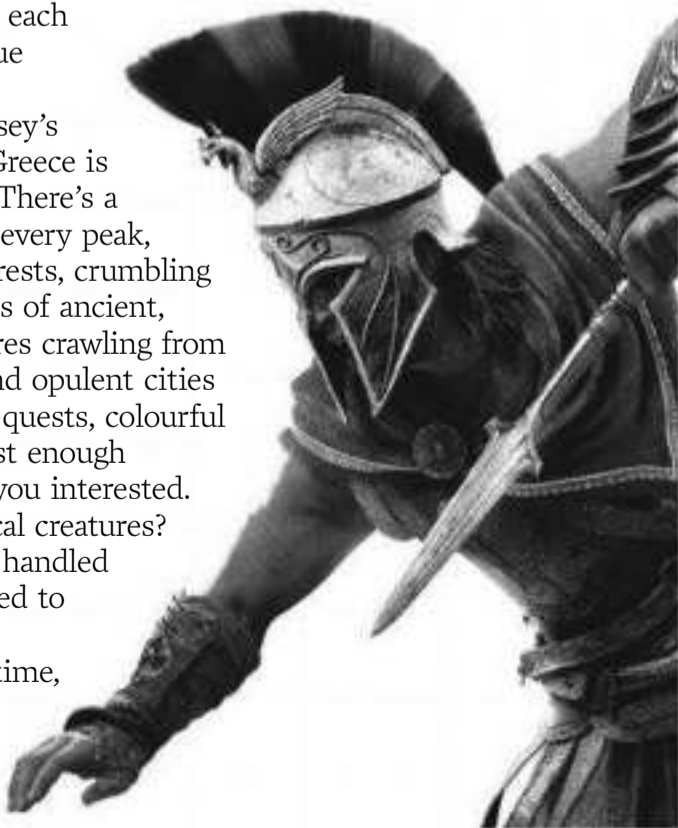 each
ue
sey's
Greece is
There's a
every peak,
rests, crumbling
s of ancient,
res crawling from
nd opulent cities
quests, colourful
st enough
you interested.
cal creatures?
handled
ed to
time,